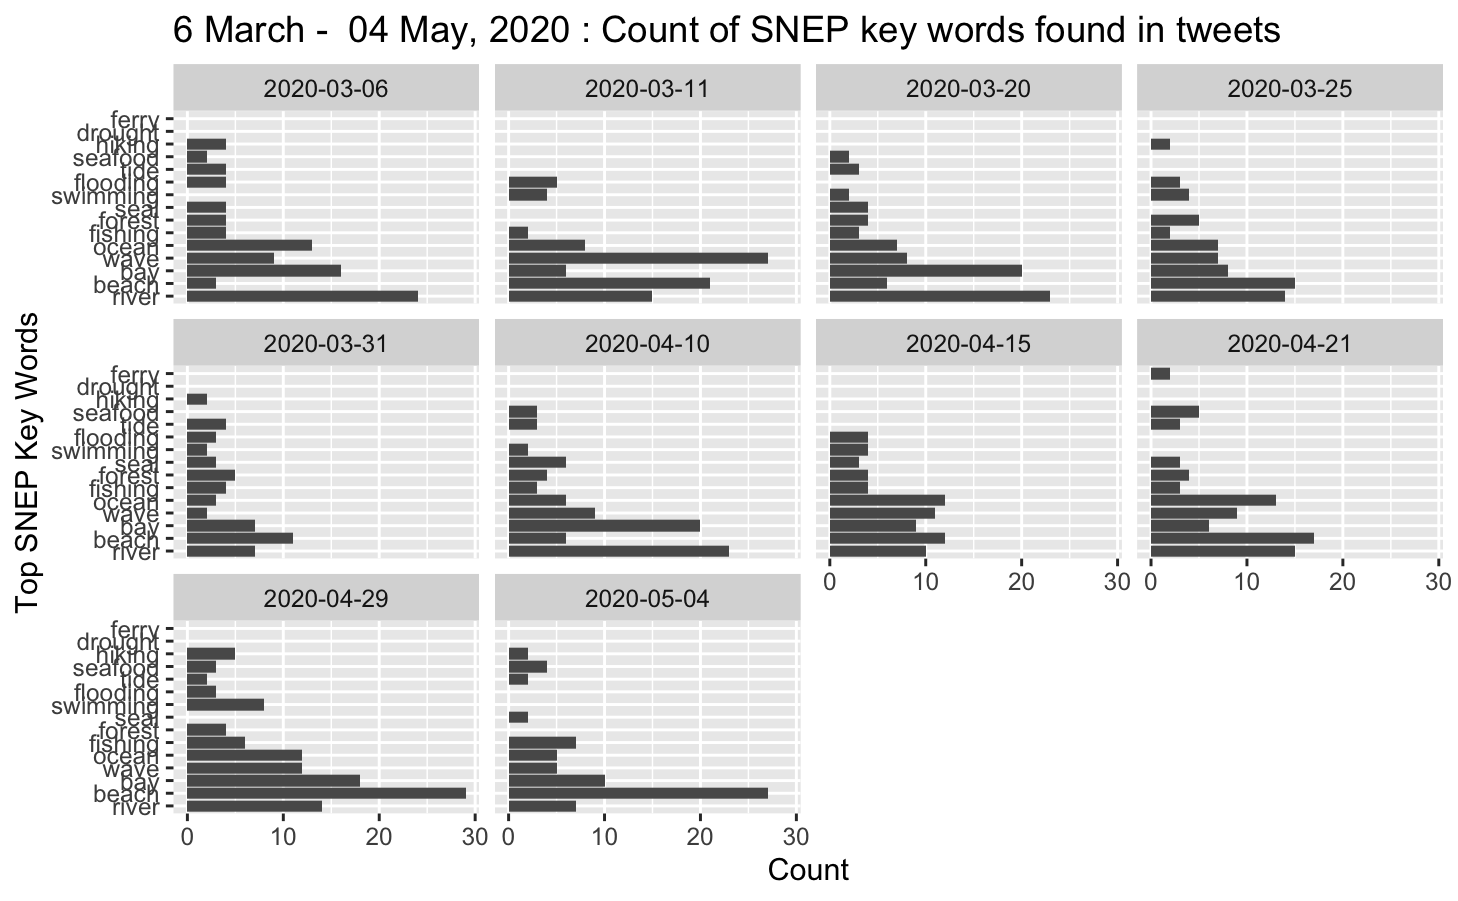 6 March -  04 May, 2020 : Count of SNEP key words found in tweets
2020-03-06 2020-03-11 2020-03-20 2020-03-25
ferry
drought
hiking
seafood
tide
flooding
swimming
seal
forest
fishing
ocean
wave
bay
beach
river
Top SNEP Key Words
2020-03-31 2020-04-10 2020-04-15 2020-04-21
ferry
drought
hiking
seafood
tide
flooding
swimming
seal
forest
fishing
ocean
wave
bay
beach
river
0 10 20 30 0 10 20 30
2020-04-29 2020-05-04
ferry
drought
hiking
seafood
tide
flooding
swimming
seal
forest
fishing
ocean
wave
bay
beach
river
0 10 20 30 0 10 20 30
Count